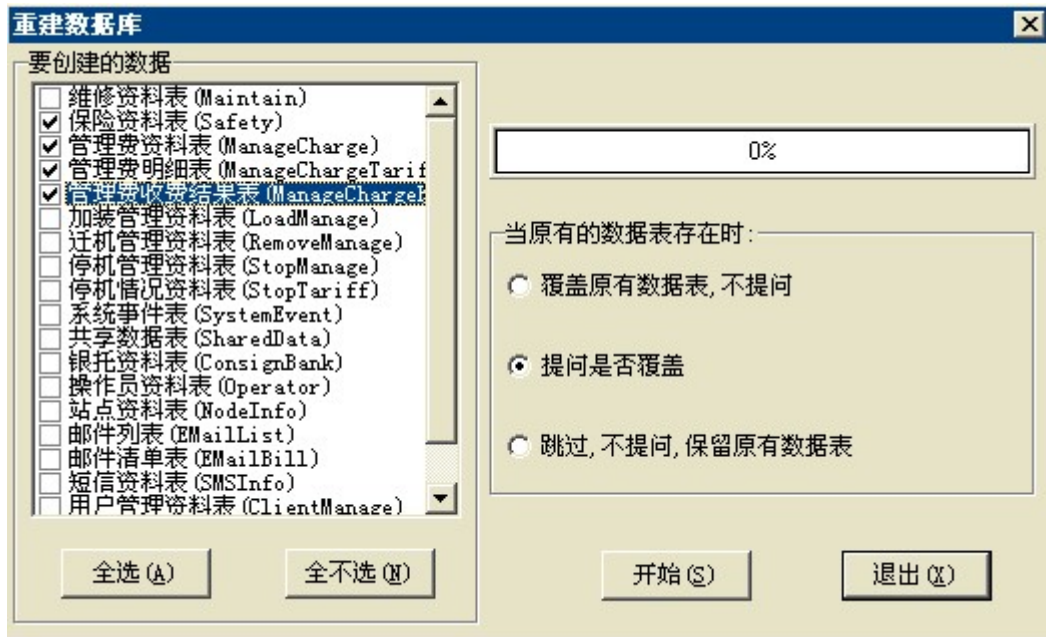 重建数据库
要创建的数据
维修资料表(Maintain)
保险资料表(Safety)
管理费资料表(ManageCharge)
管理费明细表(ManageChargeTarif
管理费收费结果表(ManageCharge
加装管理资料表(LoadManage)
迁机管理资料表(RemoveManage)
停机管理资料表(StopManage)
停机情况资料表(StopTariff)
系统事件表(SystemEvent)
共享数据表(SharedData)
银托资料表(ConsignBank)
操作员资料表(Operator)
站点资料表(NodeInfo)
邮件列表(EMailList)
邮件清单表(EMailBill)
短信资料表(SMSInfo)
用户管理资料表(ClientManage)
全选(A)
全不选(N)
0%
当原有的数据表存在时:
覆盖原有数据表,不提问
提问是否覆盖
跳过,不提问,保留原有数据表
开始(S)
退出(X)